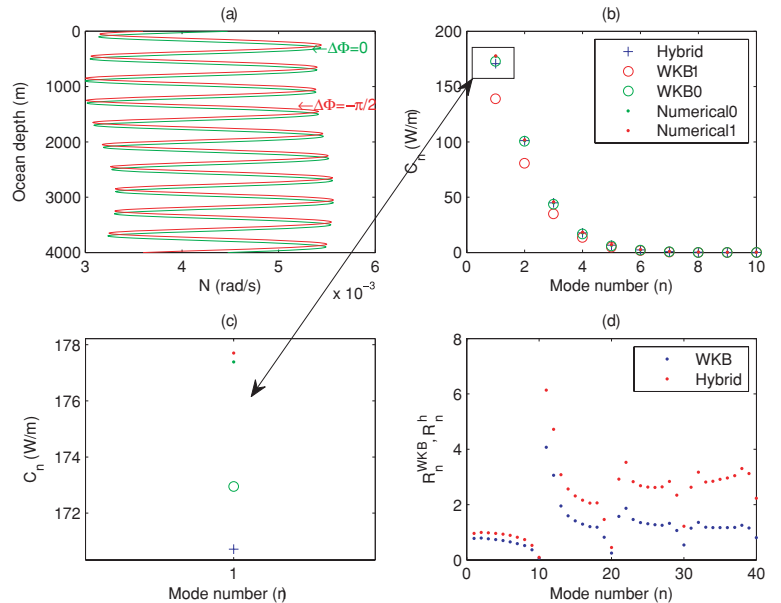 (a)
0
1000
2000
3000
4000
Ocean depth (m)
ΔΦ=0
ΔΦ=−π/2
3
4
5
6
N (rad/s)
x 10⁻³
(b)
200
150
100
50
0
C_n (W/m)
Hybrid
WKB1
WKB0
Numerical0
Numerical1
0
2
4
6
8
10
Mode number (n)
(c)
178
176
173
172
C_n (W/m)
1
Mode number (n)
(d)
8
6
4
2
0
R_n^WKB, R_n^h
WKB
Hybrid
0
10
20
30
40
Mode number (n)